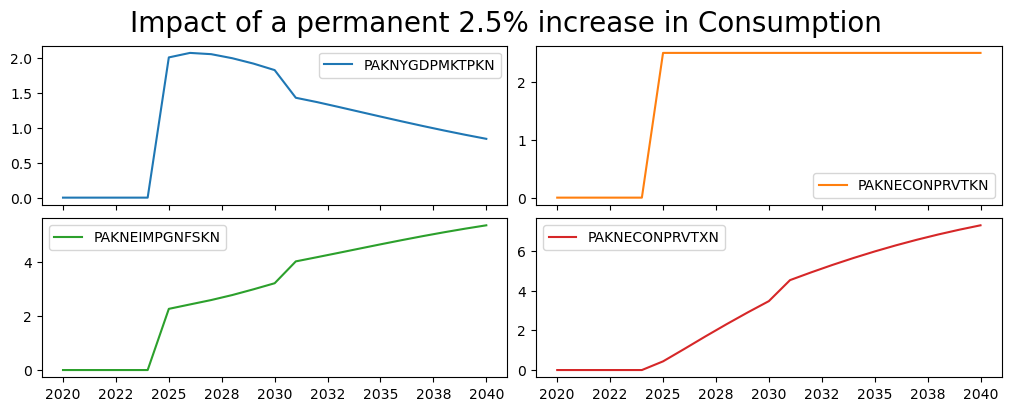 Impact of a permanent 2.5% increase in Consumption
2.0
1.5
1.0
0.5
0.0
PAKNYGDPMKTPKN
2
1
0
PAKNECONPRVTKN
4
2
0
PAKNEIMPGNFSKN
2020 2022 2025 2028 2030 2032 2035 2038 2040
6
4
2
0
PAKNECONPRVTXN
2020 2022 2025 2028 2030 2032 2035 2038 2040